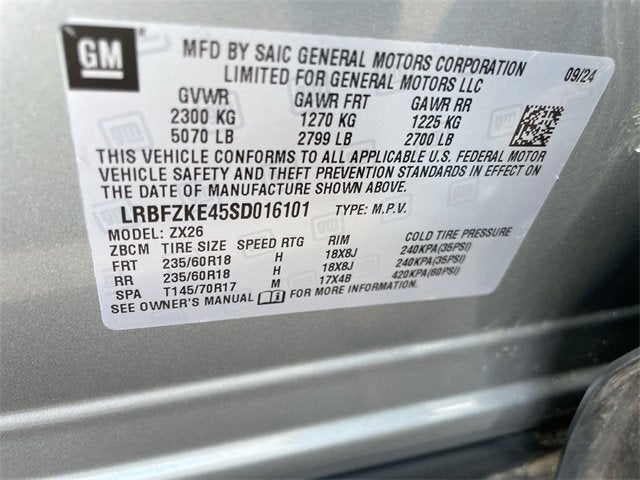 GM
MFD BY SAIC GENERAL MOTORS CORPORATION
LIMITED FOR GENERAL MOTORS LLC
09/24
GVWR GAWR FRT GAWR RR
2300 KG 1270 KG 1225 KG
5070 LB 2799 LB 2700 LB
THIS VEHICLE CONFORMS TO ALL APPLICABLE U.S. FEDERAL MOTOR
VEHICLE SAFETY AND THEFT PREVENTION STANDARDS IN EFFECT ON
THE DATE OF MANUFACTURE SHOWN ABOVE.
LRBFZKE45SD016101 TYPE: M.P.V.
MODEL: ZX26
ZBCM TIRE SIZE SPEED RTG RIM COLD TIRE PRESSURE
FRT 235/60R18 H 18X8J 240KPA(35PSI)
RR 235/60R18 H 18X8J 240KPA(35PSI)
SPA T145/70R17 M 17X4B 420KPA(60PSI)
SEE OWNER'S MANUAL FOR MORE INFORMATION.